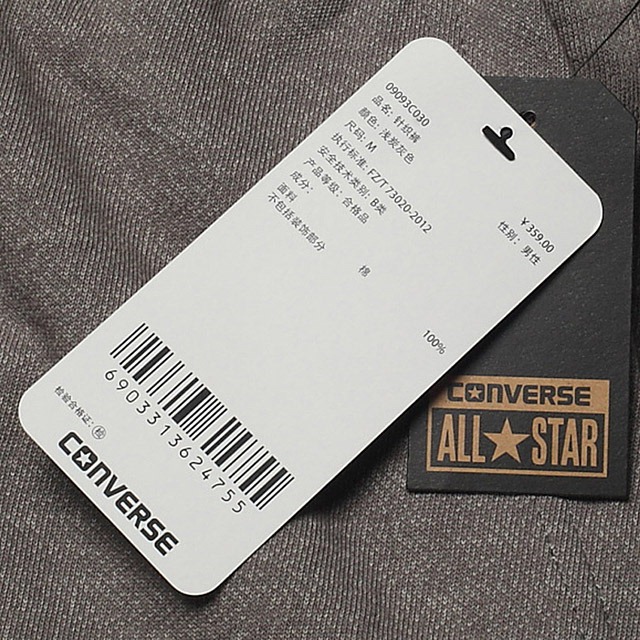 09093C030
￥359.00
品名: 针织裤
性别: 男性
颜色: 浅炭灰色
尺码: M
执行标准: FZ/T 73020-2012
安全技术类别: B类
产品等级: 合格品
成分:
面料 棉 100%
不包括装饰部分
6903313624755
检验合格证: 检
CONVERSE
CONVERSE
ALL★STAR